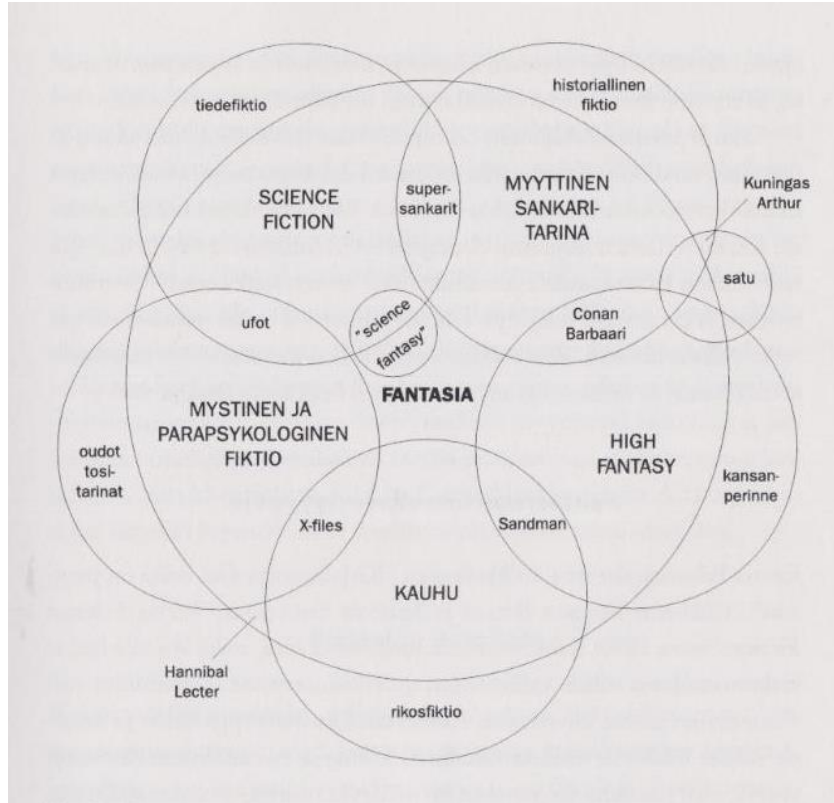 tiedefiktio
historiallinen
fiktio
SCIENCE
FICTION
super-
sankarit
MYYTTINEN
SANKARI-
TARINA
Kuningas
Arthur
satu
ufot
"science
fantasy"
Conan
Barbaari
FANTASIA
MYSTINEN JA
PARAPSYKOLOGINEN
FIKTIO
HIGH
FANTASY
oudot
tosi-
tarinat
kansan-
perinne
X-files
Sandman
KAUHU
Hannibal
Lecter
rikosfiktio